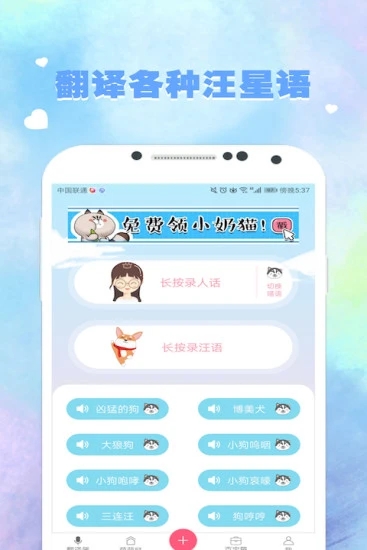 翻译各种汪星语
中国联通
傍晚5:37
免费领小奶猫!
戳
长按录人话
切换
喵语
长按录汪语
凶猛的狗
博美犬
大狼狗
小狗呜咽
小狗咆哮
小狗哀嚎
三连汪
狗哼哼